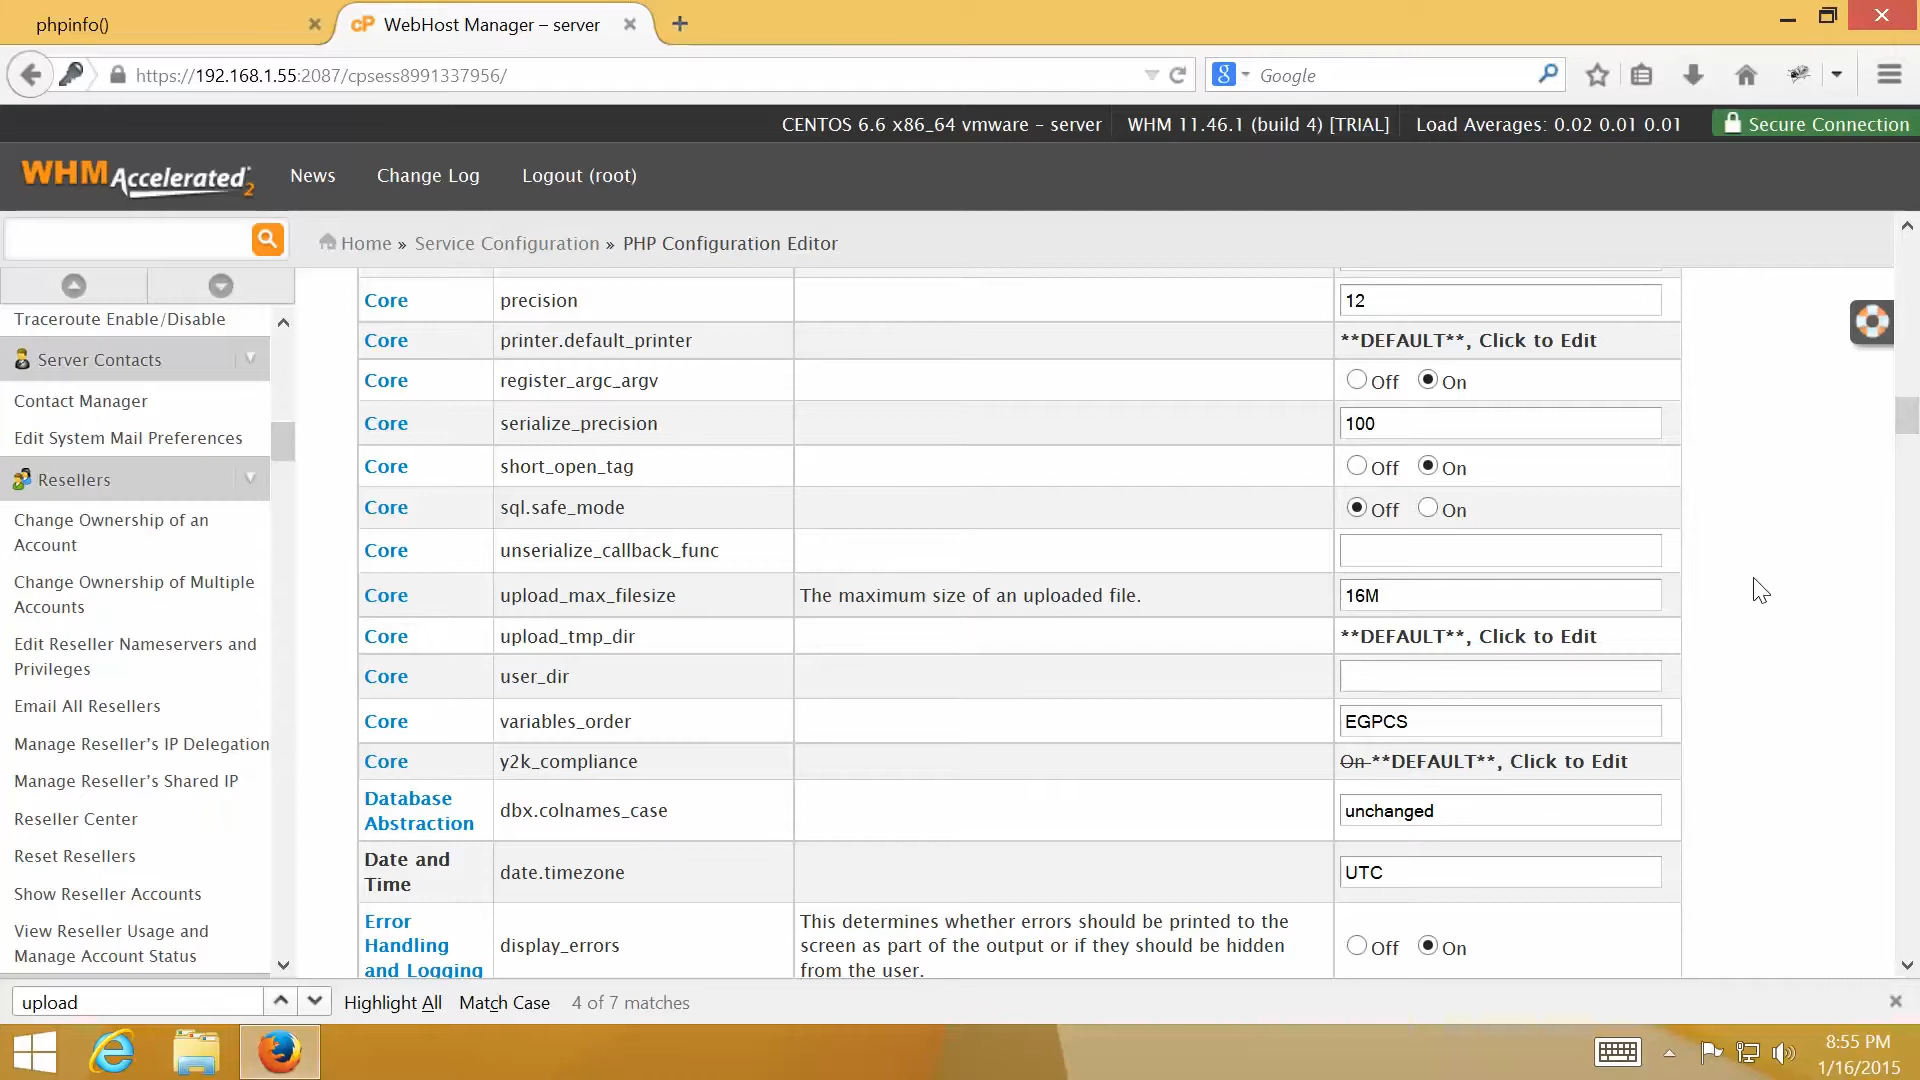 phpinfo()
cP WebHost Manager – server
https://192.168.1.55:2087/cpsess8991337956/
Google
CENTOS 6.6 x86_64 vmware – server
WHM 11.46.1 (build 4) [TRIAL]
Load Averages: 0.02 0.01 0.01
Secure Connection
WHM Accelerated2
News
Change Log
Logout (root)
Home » Service Configuration » PHP Configuration Editor
Traceroute Enable/Disable
Server Contacts
Contact Manager
Edit System Mail Preferences
Resellers
Change Ownership of an
Account
Change Ownership of Multiple
Accounts
Edit Reseller Nameservers and
Privileges
Email All Resellers
Manage Reseller's IP Delegation
Manage Reseller's Shared IP
Reseller Center
Reset Resellers
Show Reseller Accounts
View Reseller Usage and
Manage Account Status
Core precision 12
Core printer.default_printer **DEFAULT**, Click to Edit
Core register_argc_argv Off On
Core serialize_precision 100
Core short_open_tag Off On
Core sql.safe_mode Off On
Core unserialize_callback_func
Core upload_max_filesize The maximum size of an uploaded file. 16M
Core upload_tmp_dir **DEFAULT**, Click to Edit
Core user_dir
Core variables_order EGPCS
Core y2k_compliance On **DEFAULT**, Click to Edit
Database
Abstraction
dbx.colnames_case unchanged
Date and
Time
date.timezone UTC
Error
Handling
and Logging
display_errors
This determines whether errors should be printed to the
screen as part of the output or if they should be hidden
from the user.
Off On
upload
Highlight All
Match Case
4 of 7 matches
8:55 PM
1/16/2015